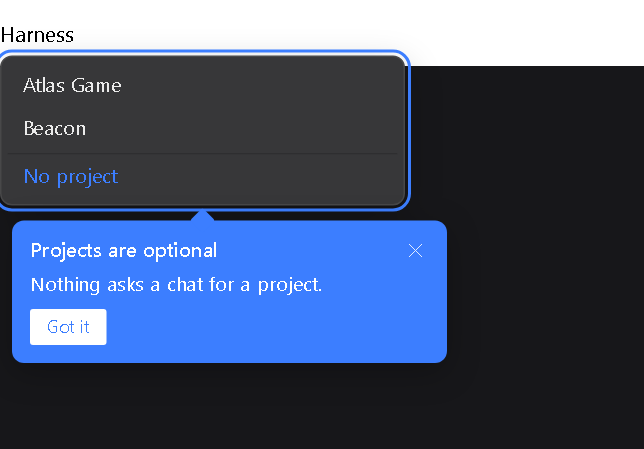 Harness
Atlas Game
Beacon
No project
Projects are optional
Nothing asks a chat for a project.
Got it